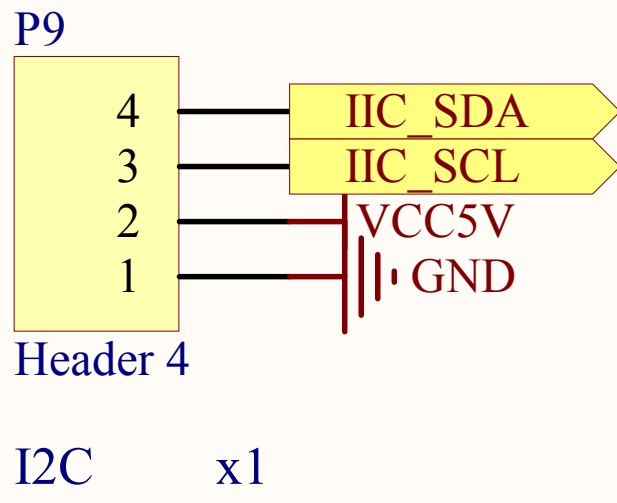 P9
4 IIC_SDA
3 IIC_SCL
2 VCC5V
1 GND
Header 4
I2C x1